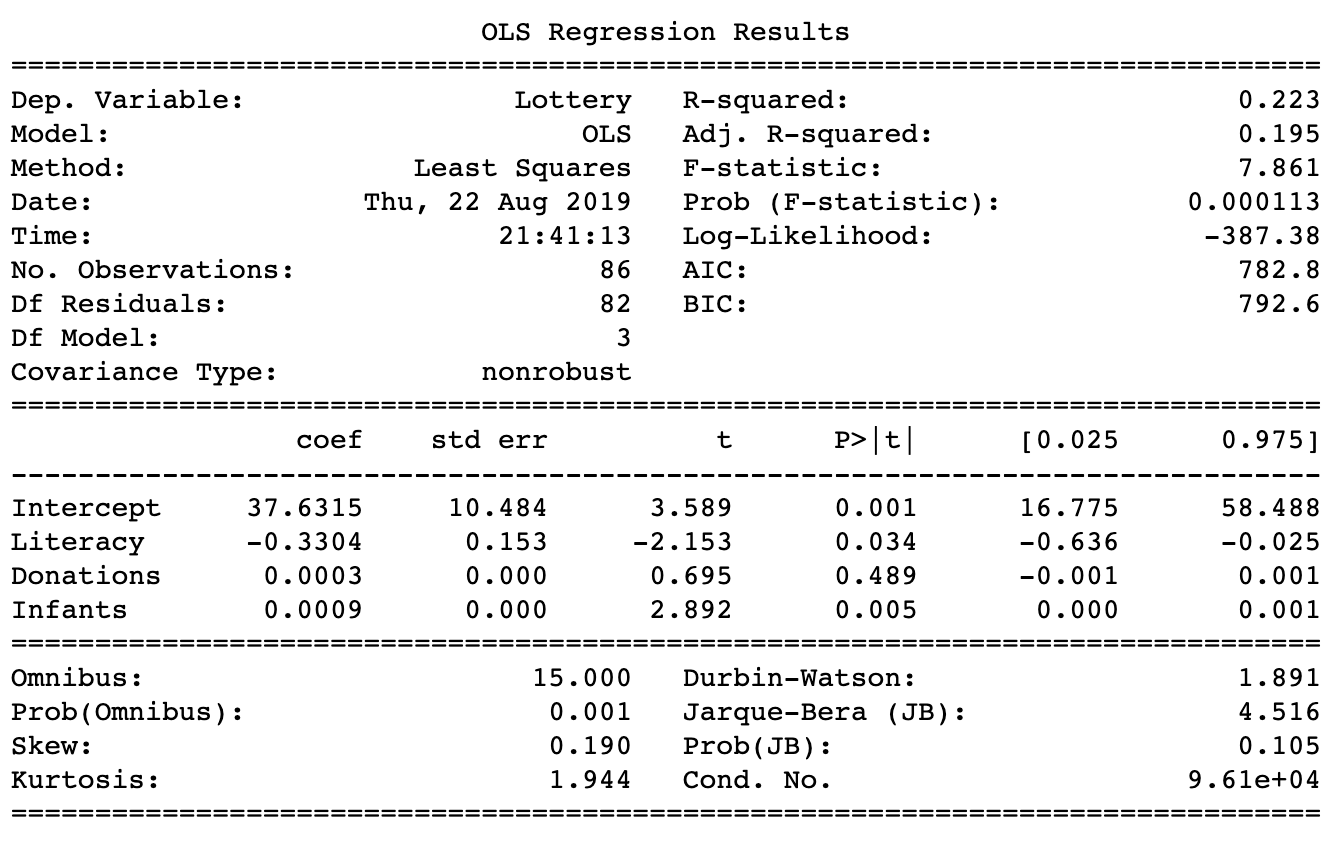 OLS Regression Results
==============================================================================
Dep. Variable:                Lottery   R-squared:                       0.223
Model:                            OLS   Adj. R-squared:                  0.195
Method:                 Least Squares   F-statistic:                     7.861
Date:                Thu, 22 Aug 2019   Prob (F-statistic):           0.000113
Time:                        21:41:13   Log-Likelihood:                -387.38
No. Observations:                  86   AIC:                             782.8
Df Residuals:                      82   BIC:                             792.6
Df Model:                           3
Covariance Type:            nonrobust
==============================================================================
                 coef    std err          t      P>|t|      [0.025      0.975]
------------------------------------------------------------------------------
Intercept     37.6315     10.484      3.589      0.001      16.775      58.488
Literacy      -0.3304      0.153     -2.153      0.034      -0.636      -0.025
Donations      0.0003      0.000      0.695      0.489      -0.001       0.001
Infants        0.0009      0.000      2.892      0.005       0.000       0.001
==============================================================================
Omnibus:                       15.000   Durbin-Watson:                   1.891
Prob(Omnibus):                  0.001   Jarque-Bera (JB):                4.516
Skew:                           0.190   Prob(JB):                        0.105
Kurtosis:                       1.944   Cond. No.                     9.61e+04
==============================================================================